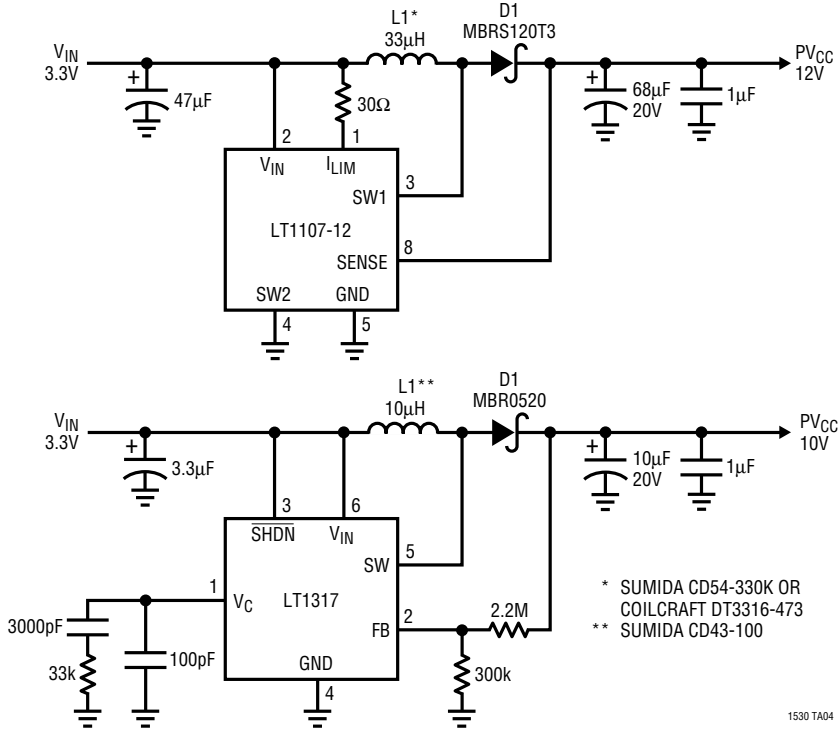 L1*
33µH
D1
MBRS120T3
VIN
3.3V
PVCC
12V
+
47µF
30Ω
+
68µF
20V
1µF
2
1
VIN
ILIM
SW1
3
LT1107-12
SENSE
8
SW2
GND
4
5
L1**
10µH
D1
MBR0520
VIN
3.3V
PVCC
10V
+
3.3µF
+
10µF
20V
1µF
3
6
SHDN
VIN
SW
5
1
VC
LT1317
FB
2
2.2M
3000pF
33k
100pF
GND
4
300k
* SUMIDA CD54-330K OR
COILCRAFT DT3316-473
** SUMIDA CD43-100
1530 TA04